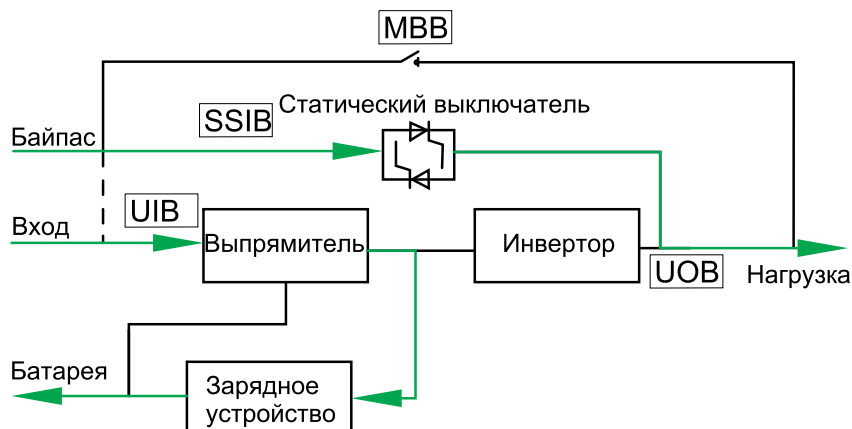 MBB
Статический выключатель
SSIB
Байпас
UIB
Вход
Выпрямитель
Инвертор
UOB
Нагрузка
Батарея
Зарядное
устройство